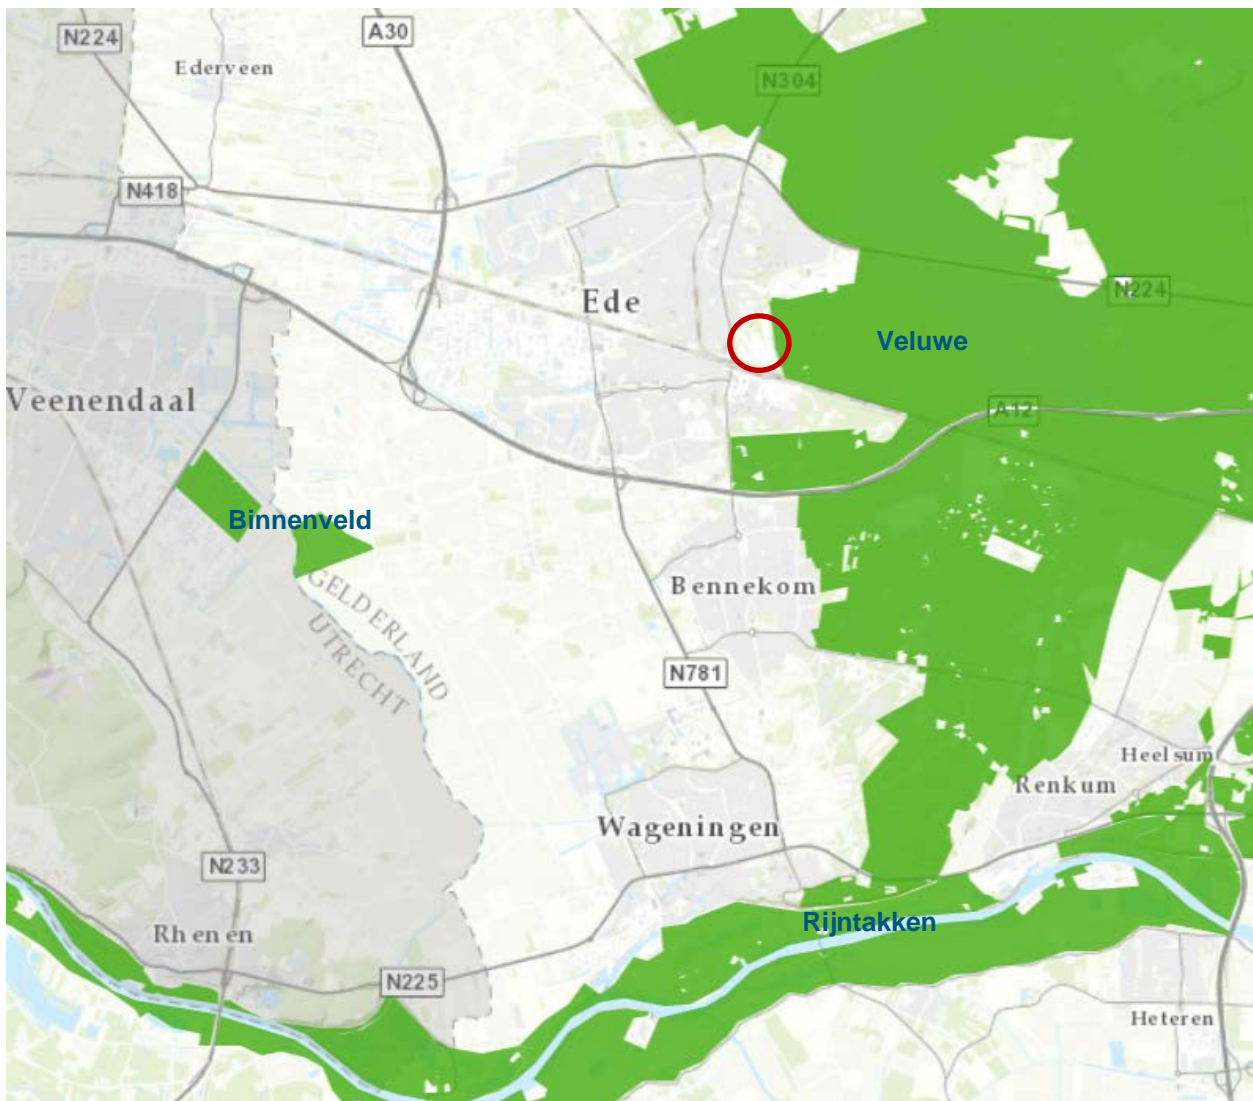 N224
A30
Ederveen
N304
N418
Ede
N224
Veluwe
Veenendaal
A12
Binnenveld
GELDERLAND
UTRECHT
Bennekom
N781
Heelsum
Renkum
Wageningen
N233
Rijntakken
Rhenen
N225
Heteren